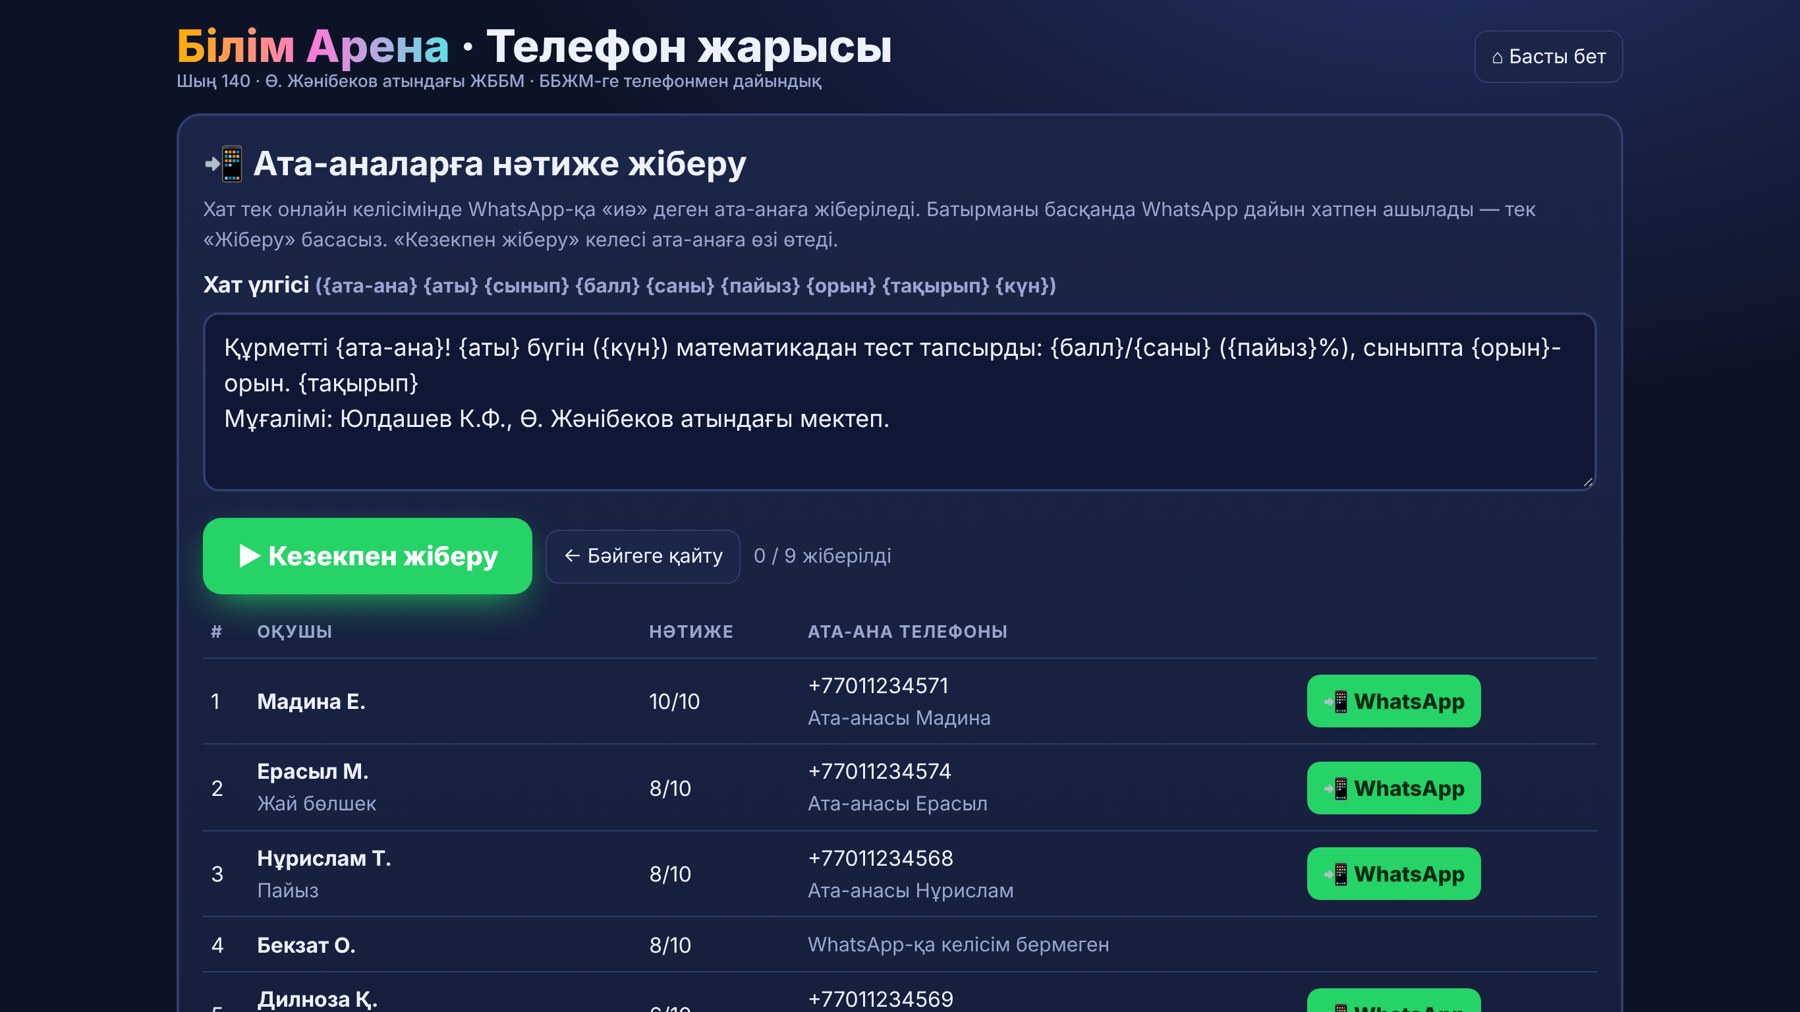 Білім Арена · Телефон жарысы
Шың 140 · Ө. Жәнібеков атындағы ЖББМ · ББЖМ-ге телефонмен дайындық
⌂ Басты бет
Ата-аналарға нәтиже жіберу
Хат тек онлайн келісімінде WhatsApp-қа «иә» деген ата-анаға жіберіледі. Батырманы басқанда WhatsApp дайын хатпен ашылады — тек
«Жіберу» басасыз. «Кезекпен жіберу» келесі ата-анаға өзі өтеді.
Хат үлгісі ({ата-ана} {аты} {сынып} {балл} {саны} {пайыз} {орын} {тақырып} {күн})
Құрметті {ата-ана}! {аты} бүгін ({күн}) математикадан тест тапсырды: {балл}/{саны} ({пайыз}%), сыныпта {орын}-
орын. {тақырып}
Мұғалімі: Юлдашев К.Ф., Ө. Жәнібеков атындағы мектеп.
▶ Кезекпен жіберу
← Бәйгеге қайту
0 / 9 жіберілді
# ОҚУШЫ НӘТИЖЕ АТА-АНА ТЕЛЕФОНЫ
1 Мадина Е. 10/10 +77011234571 WhatsApp
Ата-анасы Мадина
2 Ерасыл М. 8/10 +77011234574 WhatsApp
Жай бөлшек Ата-анасы Ерасыл
3 Нұрислам Т. 8/10 +77011234568 WhatsApp
Пайыз Ата-анасы Нұрислам
4 Бекзат О. 8/10 WhatsApp-қа келісім бермеген
Дилноза Қ. +77011234569